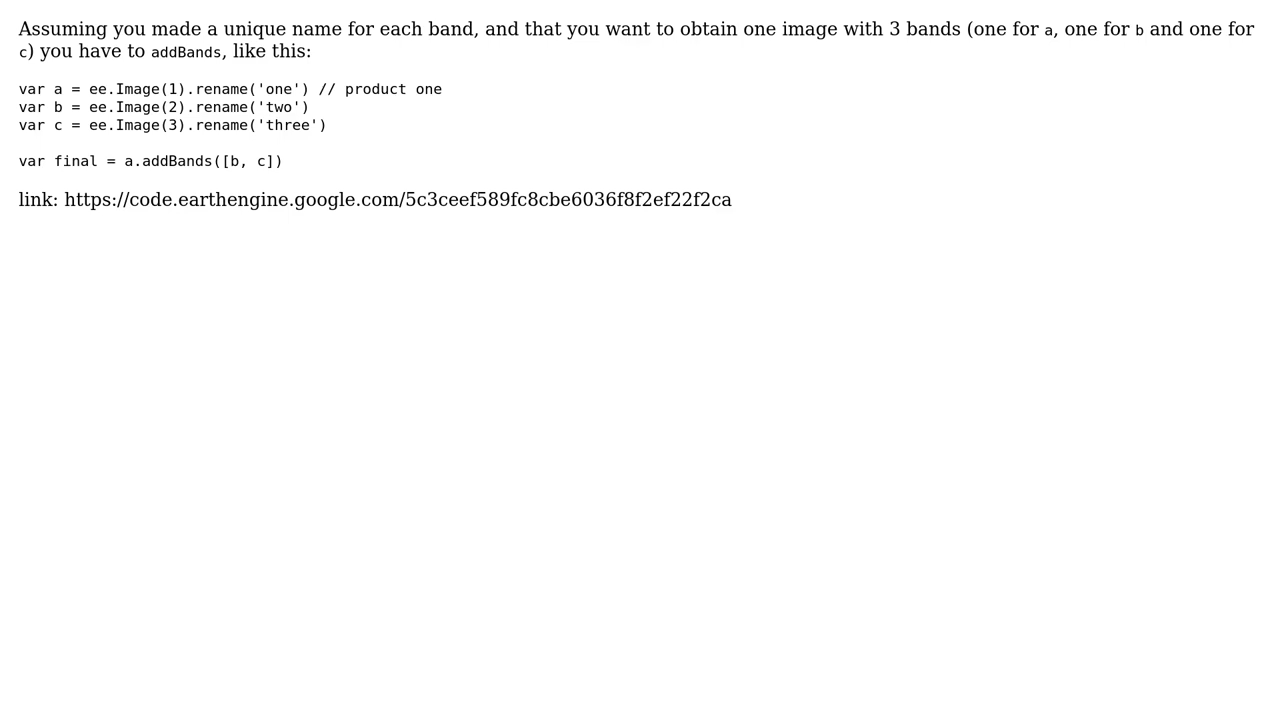 Assuming you made a unique name for each band, and that you want to obtain one image with 3 bands (one for a, one for b and one for
c) you have to addBands, like this:
var a = ee.Image(1).rename('one') // product one
var b = ee.Image(2).rename('two')
var c = ee.Image(3).rename('three')
var final = a.addBands([b, c])
link: https://code.earthengine.google.com/5c3ceef589fc8cbe6036f8f2ef22f2ca